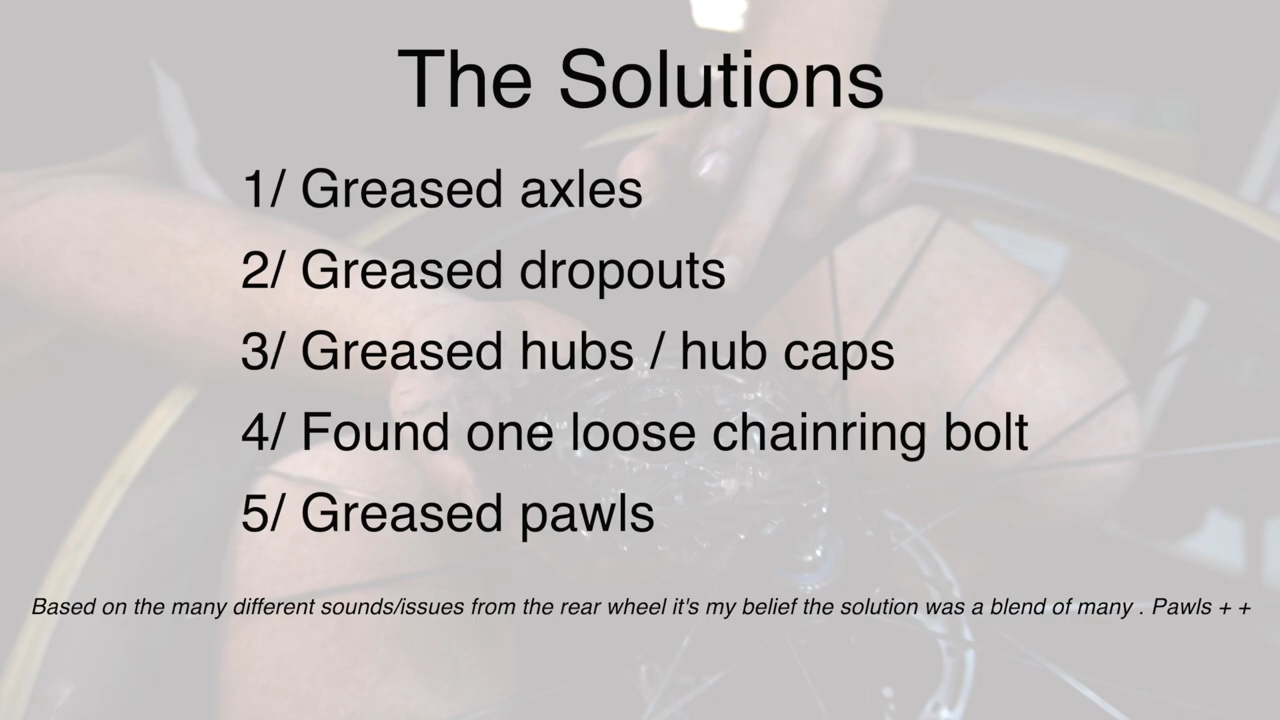 The Solutions
1/ Greased axles
2/ Greased dropouts
3/ Greased hubs / hub caps
4/ Found one loose chainring bolt
5/ Greased pawls
Based on the many different sounds/issues from the rear wheel it's my belief the solution was a blend of many . Pawls + +